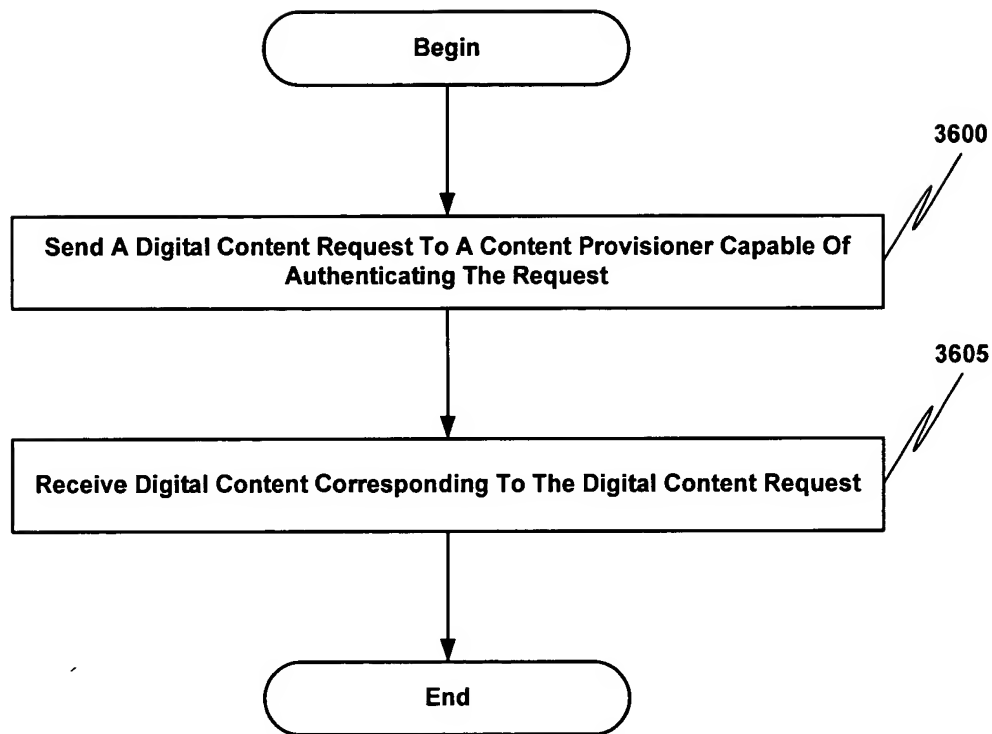 Begin
3600
Send A Digital Content Request To A Content Provisioner Capable Of
Authenticating The Request
3605
Receive Digital Content Corresponding To The Digital Content Request
End